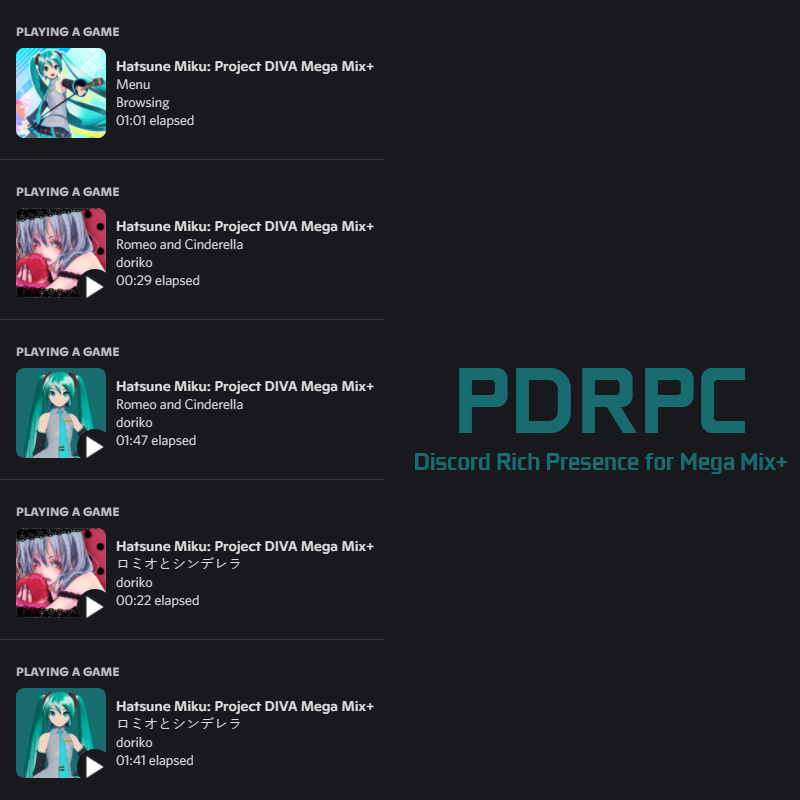 PLAYING A GAME
Hatsune Miku: Project DIVA Mega Mix+
Menu
Browsing
01:01 elapsed
PLAYING A GAME
Hatsune Miku: Project DIVA Mega Mix+
Romeo and Cinderella
doriko
00:29 elapsed
PLAYING A GAME
Hatsune Miku: Project DIVA Mega Mix+
Romeo and Cinderella
doriko
01:47 elapsed
PLAYING A GAME
Hatsune Miku: Project DIVA Mega Mix+
ロミオとシンデレラ
doriko
00:22 elapsed
PLAYING A GAME
Hatsune Miku: Project DIVA Mega Mix+
ロミオとシンデレラ
doriko
01:41 elapsed
PDRPC
Discord Rich Presence for Mega Mix+